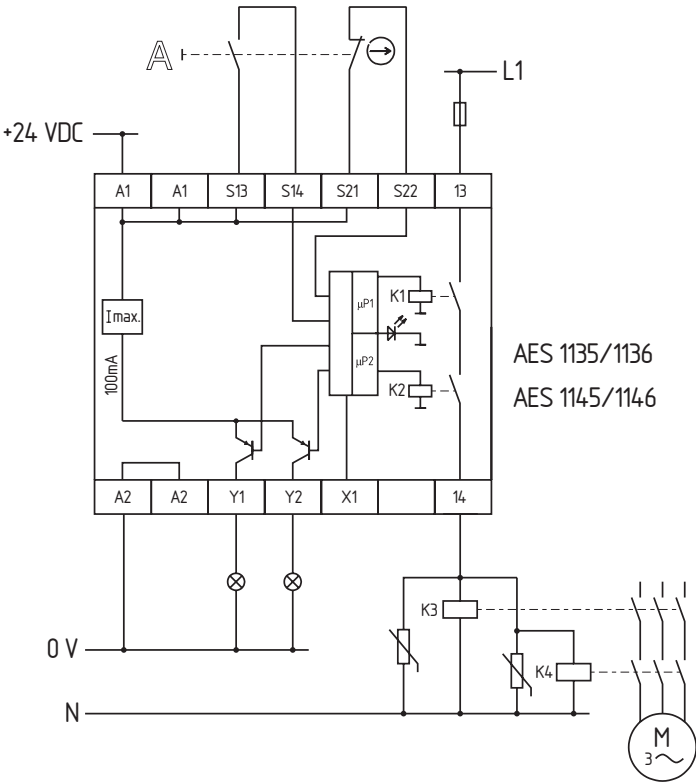 A
L1
+24 VDC
A1 A1 S13 S14 S21 S22 13
µP1
K1
Imax.
100mA
µP2
K2
AES 1135/1136
AES 1145/1146
A2 A2 Y1 Y2 X1 14
K3
0 V
K4
N
M
3~